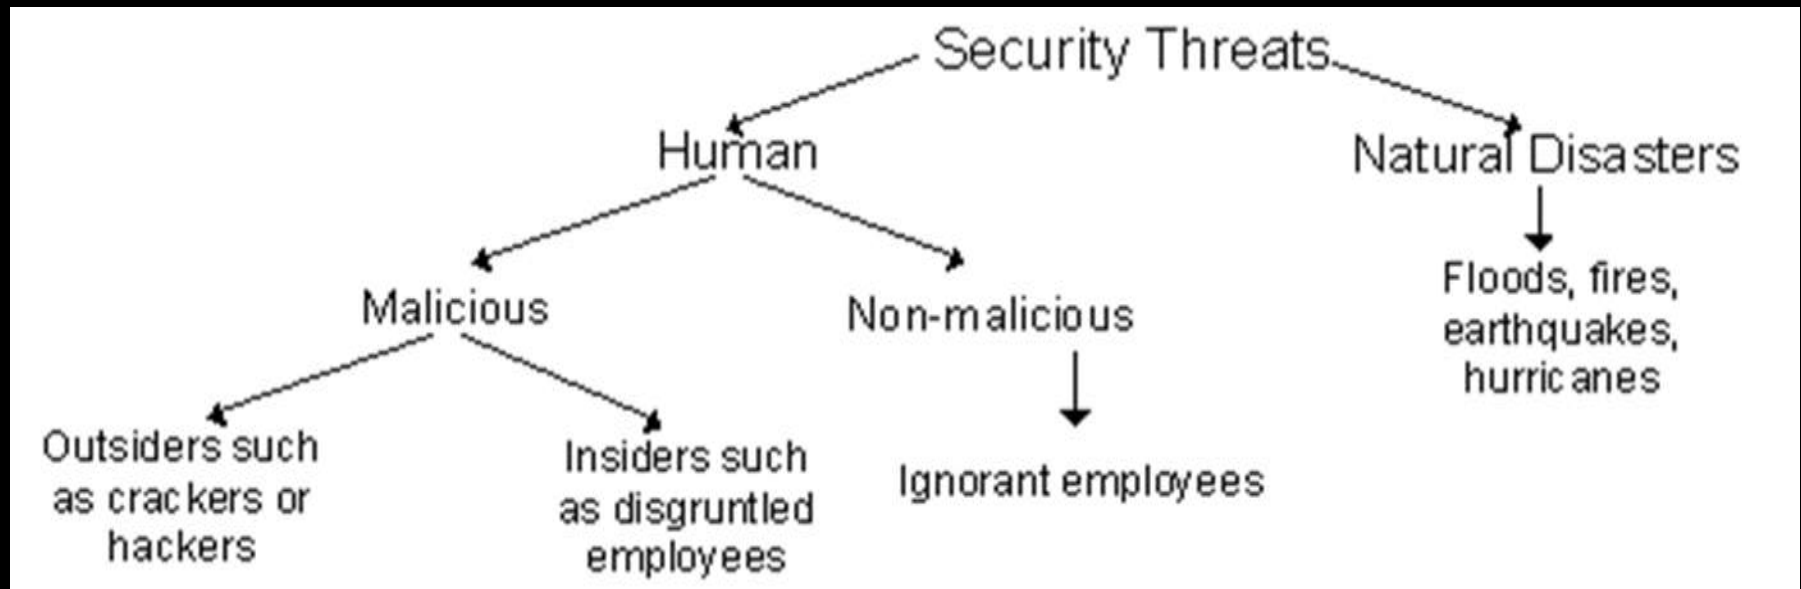 Security Threats
Human
Natural Disasters
Malicious
Non-malicious
Floods, fires,
earthquakes,
hurricanes
Outsiders such
as crackers or
hackers
Insiders such
as disgruntled
employees
Ignorant employees